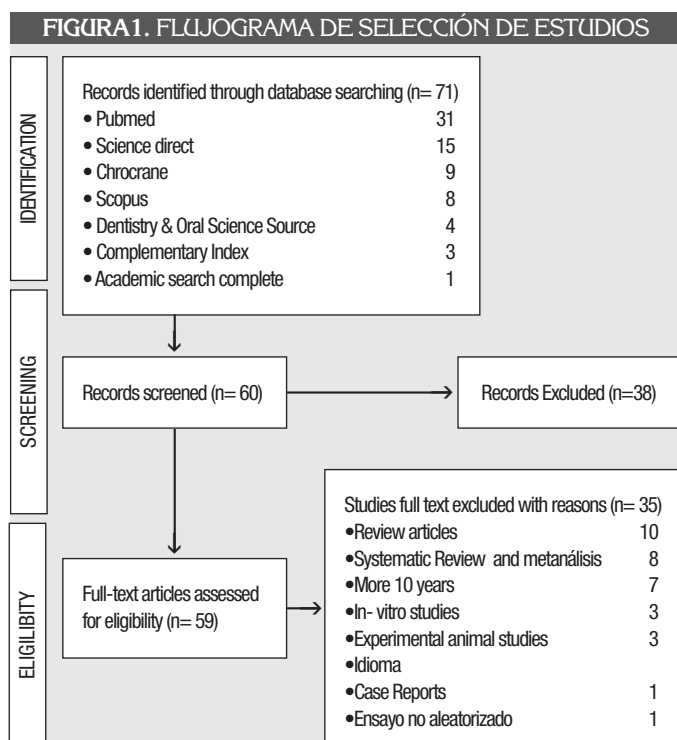 FIGURA1. FLUJOGRAMA DE SELECCIÓN DE ESTUDIOS
IDENTIFICATION
Records identified through database searching (n= 71)
• Pubmed 31
• Science direct 15
• Chrocrane 9
• Scopus 8
• Dentistry & Oral Science Source 4
• Complementary Index 3
• Academic search complete 1
SCREENING
Records screened (n= 60)
Records Excluded (n=38)
ELIGILIBITY
Full-text articles assessed
for eligibility (n= 59)
Studies full text excluded with reasons (n= 35)
•Review articles 10
•Systematic Review and metanálisis 8
•More 10 years 7
•In- vitro studies 3
•Experimental animal studies 3
•Idioma
•Case Reports 1
•Ensayo no aleatorizado 1